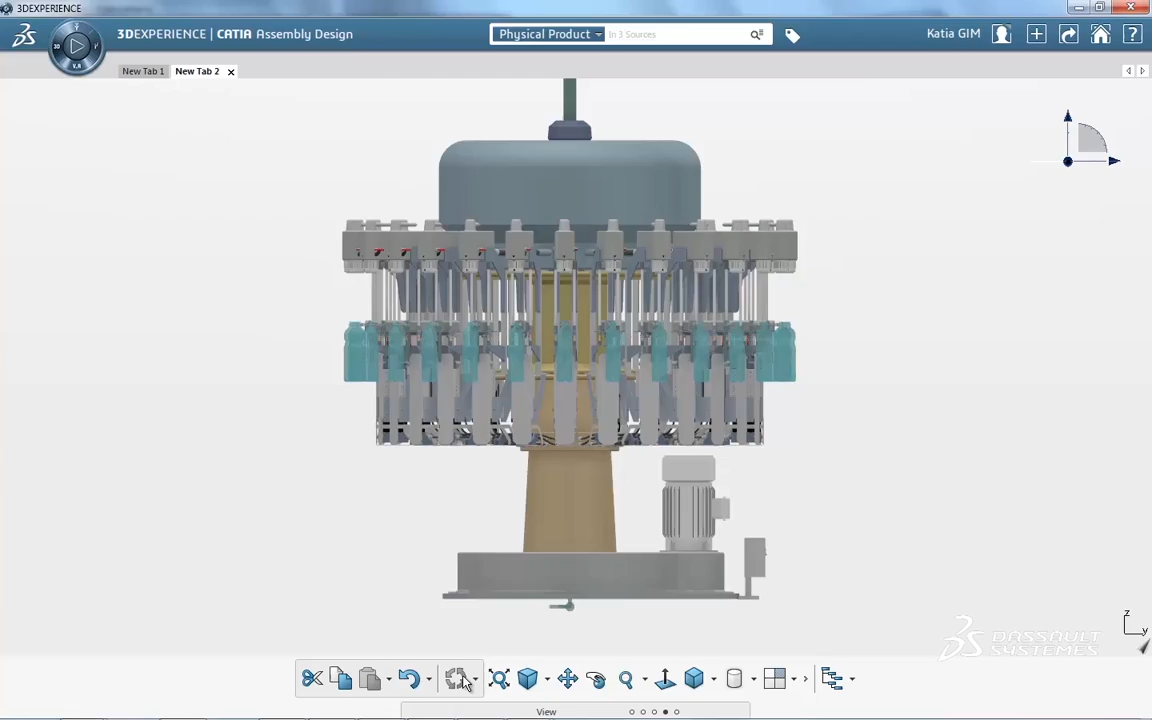 3DEXPERIENCE
3DEXPERIENCE | CATIA Assembly Design
Physical Product
In 3 Sources
Katia GIM
3D
V.R
New Tab 1
New Tab 2
DASSAULT
SYSTEMES
z
y
View